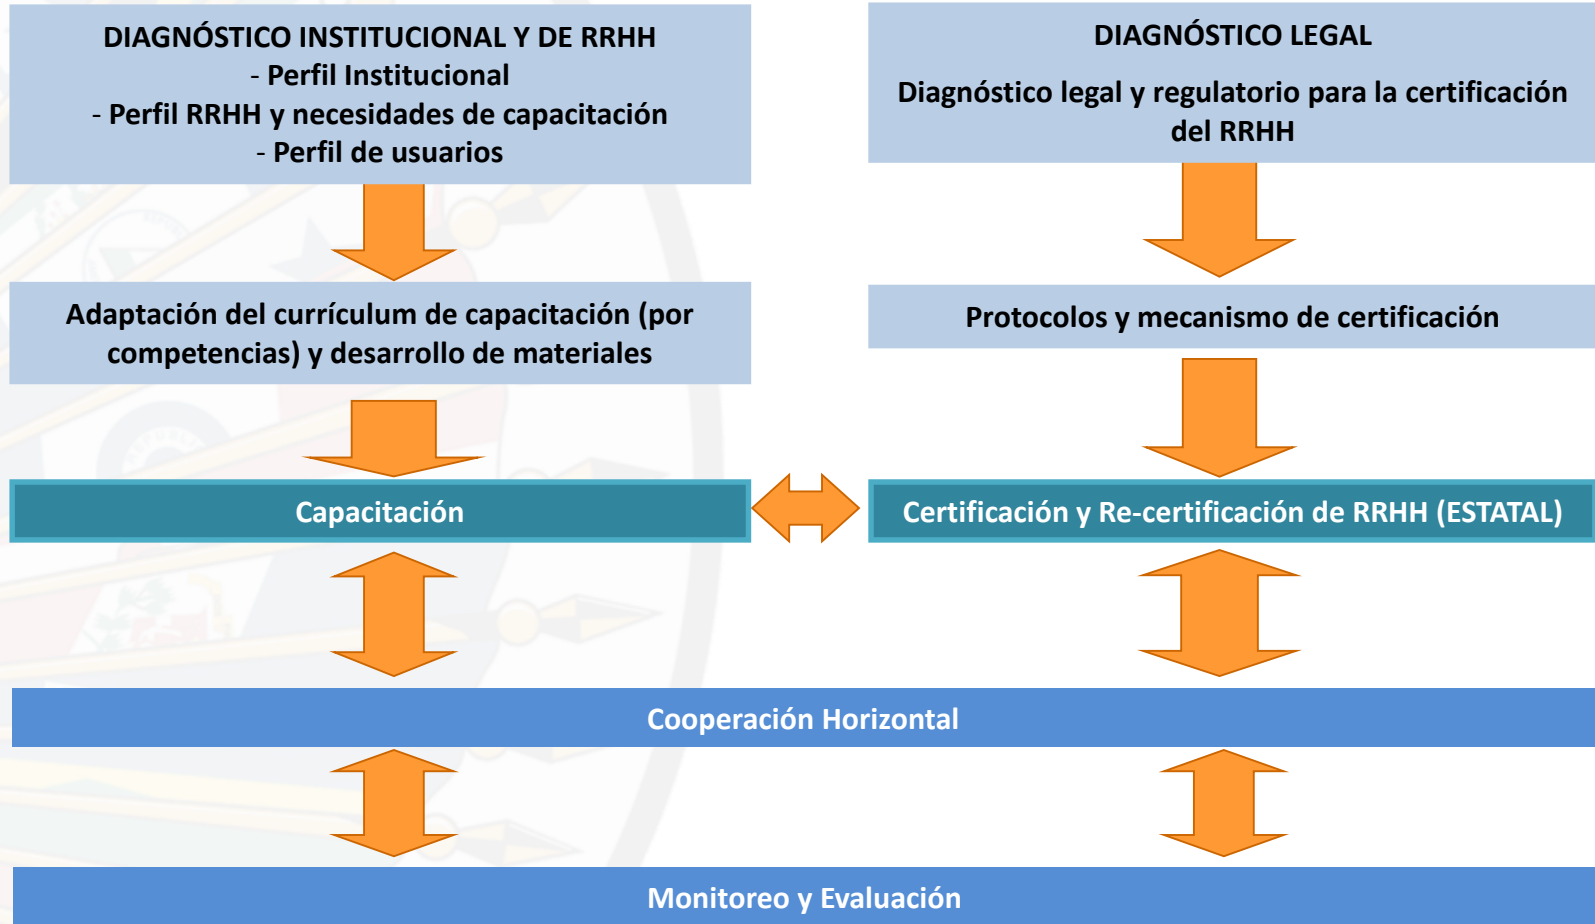 DIAGNÓSTICO INSTITUCIONAL Y DE RRHH
- Perfil Institucional
- Perfil RRHH y necesidades de capacitación
- Perfil de usuarios
DIAGNÓSTICO LEGAL
Diagnóstico legal y regulatorio para la certificación
del RRHH
Adaptación del currículum de capacitación (por
competencias) y desarrollo de materiales
Protocolos y mecanismo de certificación
Capacitación
Certificación y Re-certificación de RRHH (ESTATAL)
Cooperación Horizontal
Monitoreo y Evaluación